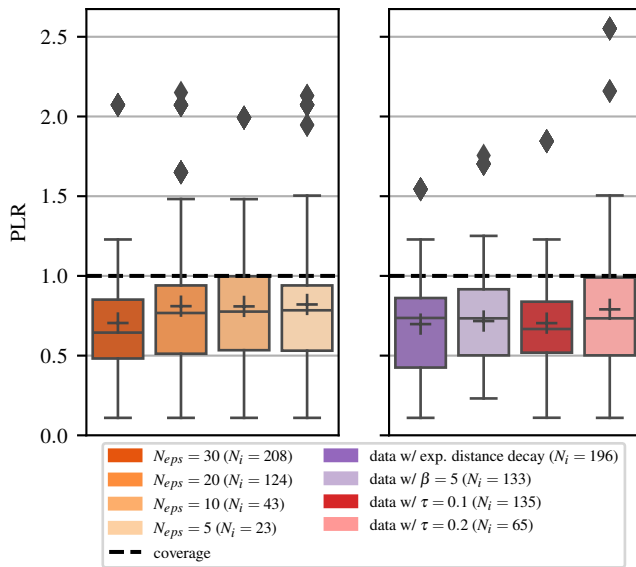 2.5
2.0
1.5
1.0
0.5
0.0
PLR
N_eps = 30 (N_i = 208)
N_eps = 20 (N_i = 124)
N_eps = 10 (N_i = 43)
N_eps = 5 (N_i = 23)
coverage
data w/ exp. distance decay (N_i = 196)
data w/ β = 5 (N_i = 133)
data w/ τ = 0.1 (N_i = 135)
data w/ τ = 0.2 (N_i = 65)